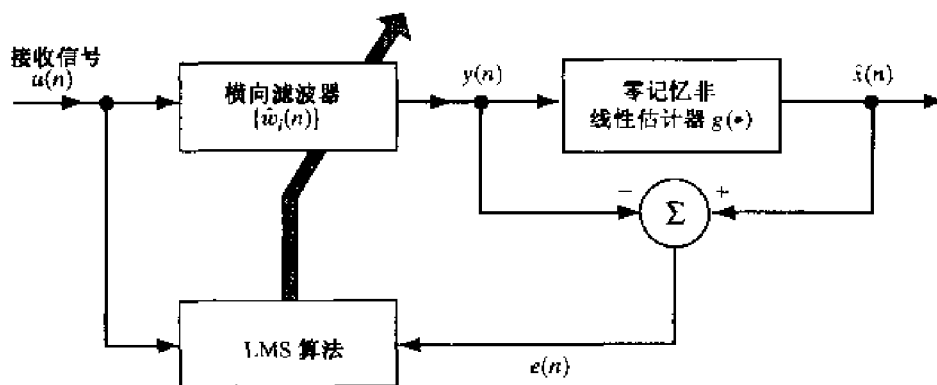 接收信号
u(n)
横向滤波器
{ŵᵢ(n)}
y(n)
零记忆非
线性估计器 g(•)
x̂(n)
−
+
Σ
LMS 算法
e(n)